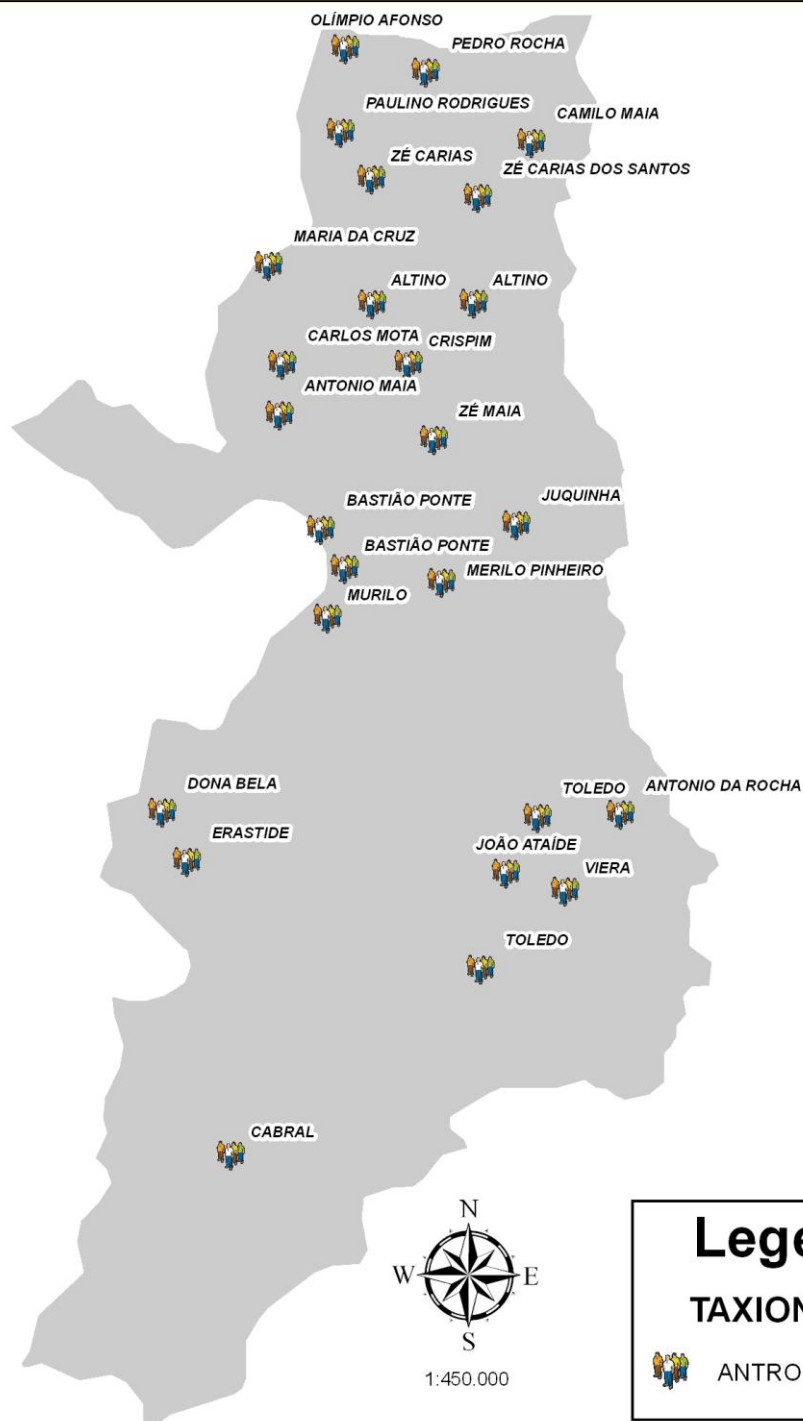 OLÍMPIO AFONSO
PEDRO ROCHA
PAULINO RODRIGUES
CAMILO MAIA
ZÉ CARIAS
ZÉ CARIAS DOS SANTOS
MARIA DA CRUZ
ALTINO
ALTINO
CARLOS MOTA
CRISPIM
ANTONIO MAIA
ZÉ MAIA
BASTIÃO PONTE
JUQUINHA
BASTIÃO PONTE
MERILO PINHEIRO
MURILO
DONA BELA
TOLEDO
ANTONIO DA ROCHA
ERASTIDE
JOÃO ATAÍDE
VIERA
TOLEDO
CABRAL
N
W
E
S
1:450.000
Lege
TAXION
ANTRO